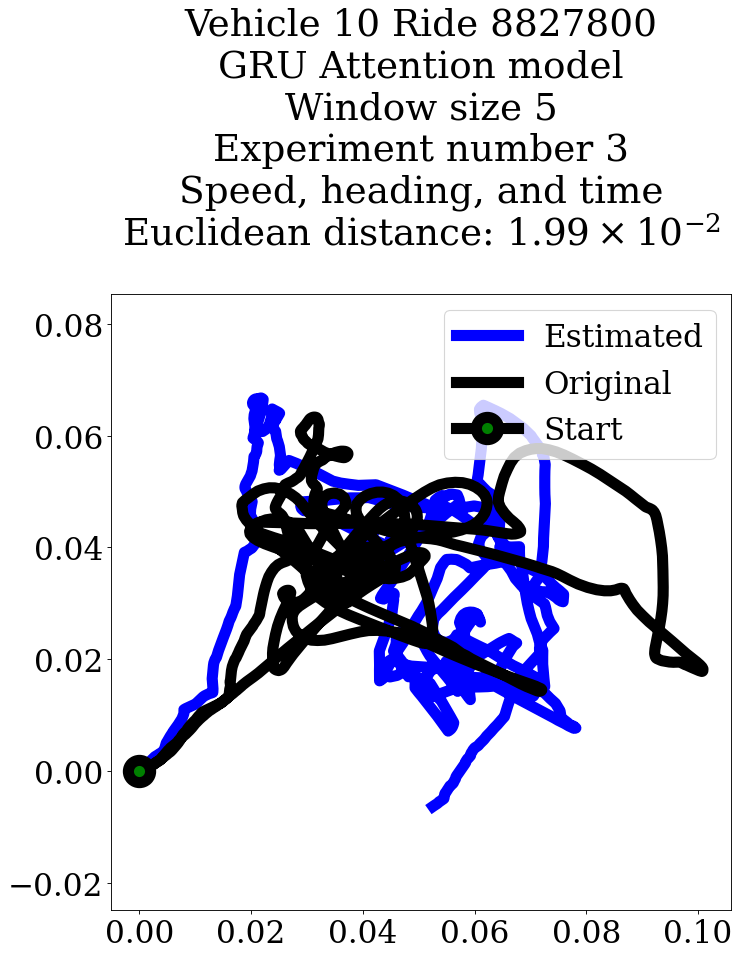 Vehicle 10 Ride 8827800
GRU Attention model
Window size 5
Experiment number 3
Speed, heading, and time
Euclidean distance: 1.99 × 10⁻²
Estimated
Original
Start
0.08
0.06
0.04
0.02
0.00
−0.02
0.00 0.02 0.04 0.06 0.08 0.10